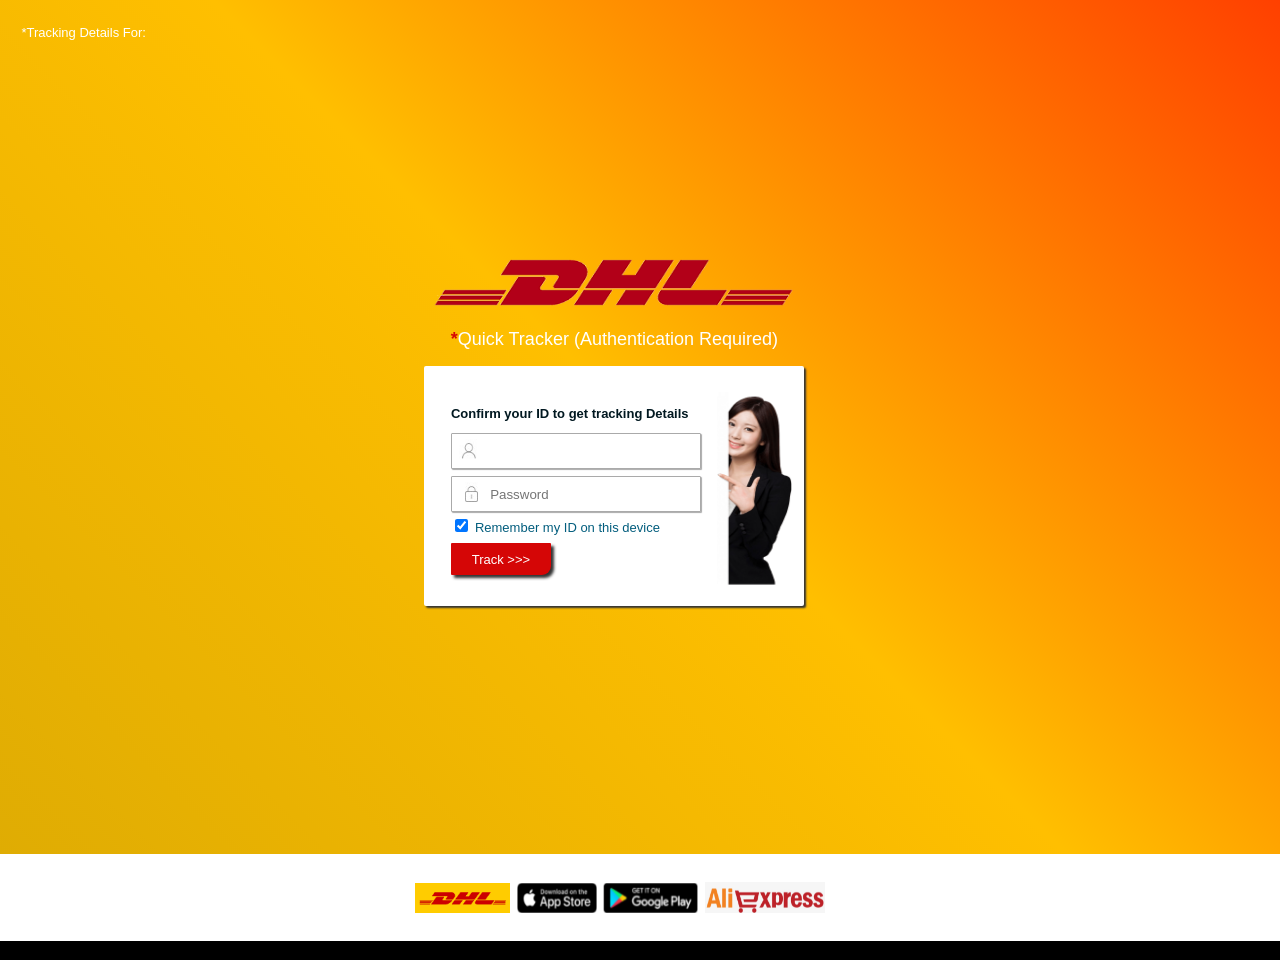 *Tracking Details For:
DHL
*Quick Tracker (Authentication Required)
Confirm your ID to get tracking Details
Password
Remember my ID on this device
Track >>>
DHL
Download on the
App Store
GET IT ON
Google Play
AliExpress